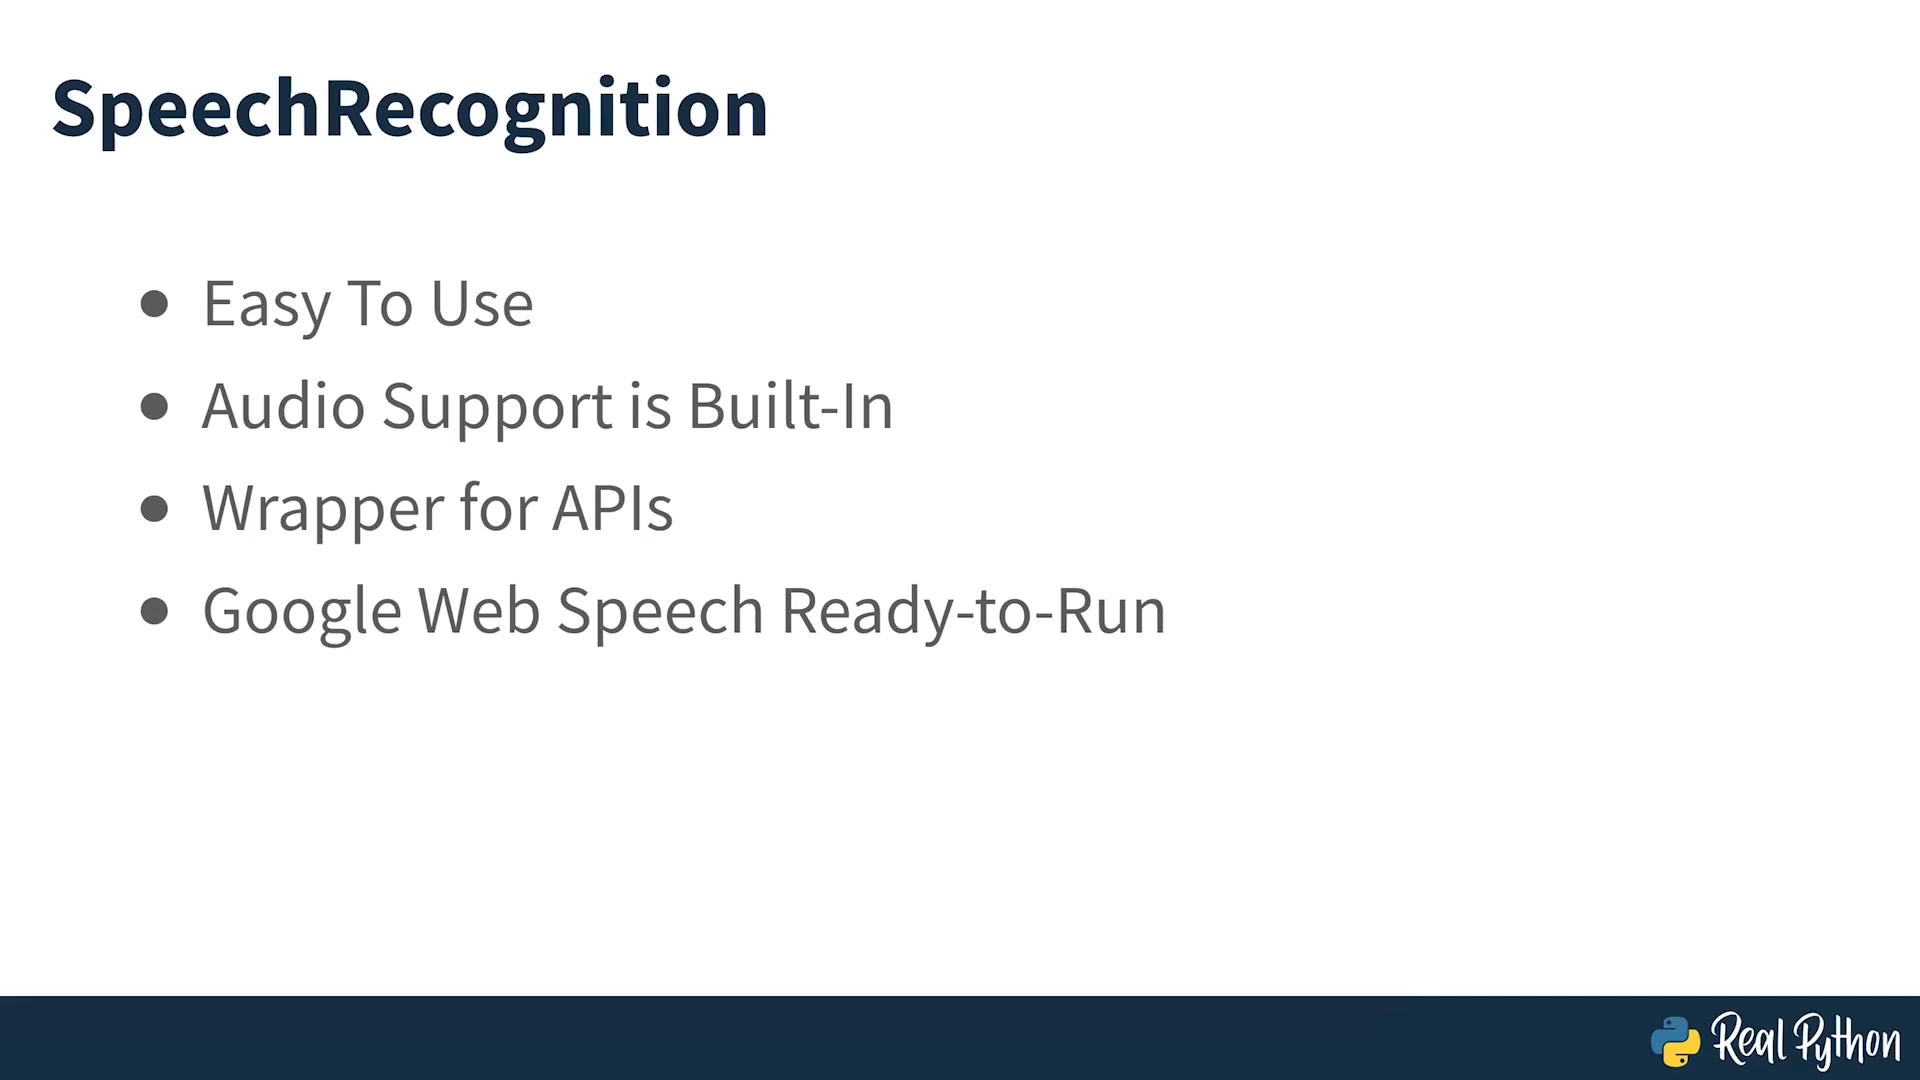 SpeechRecognition
● Easy To Use
● Audio Support is Built-In
● Wrapper for APIs
● Google Web Speech Ready-to-Run
Real Python